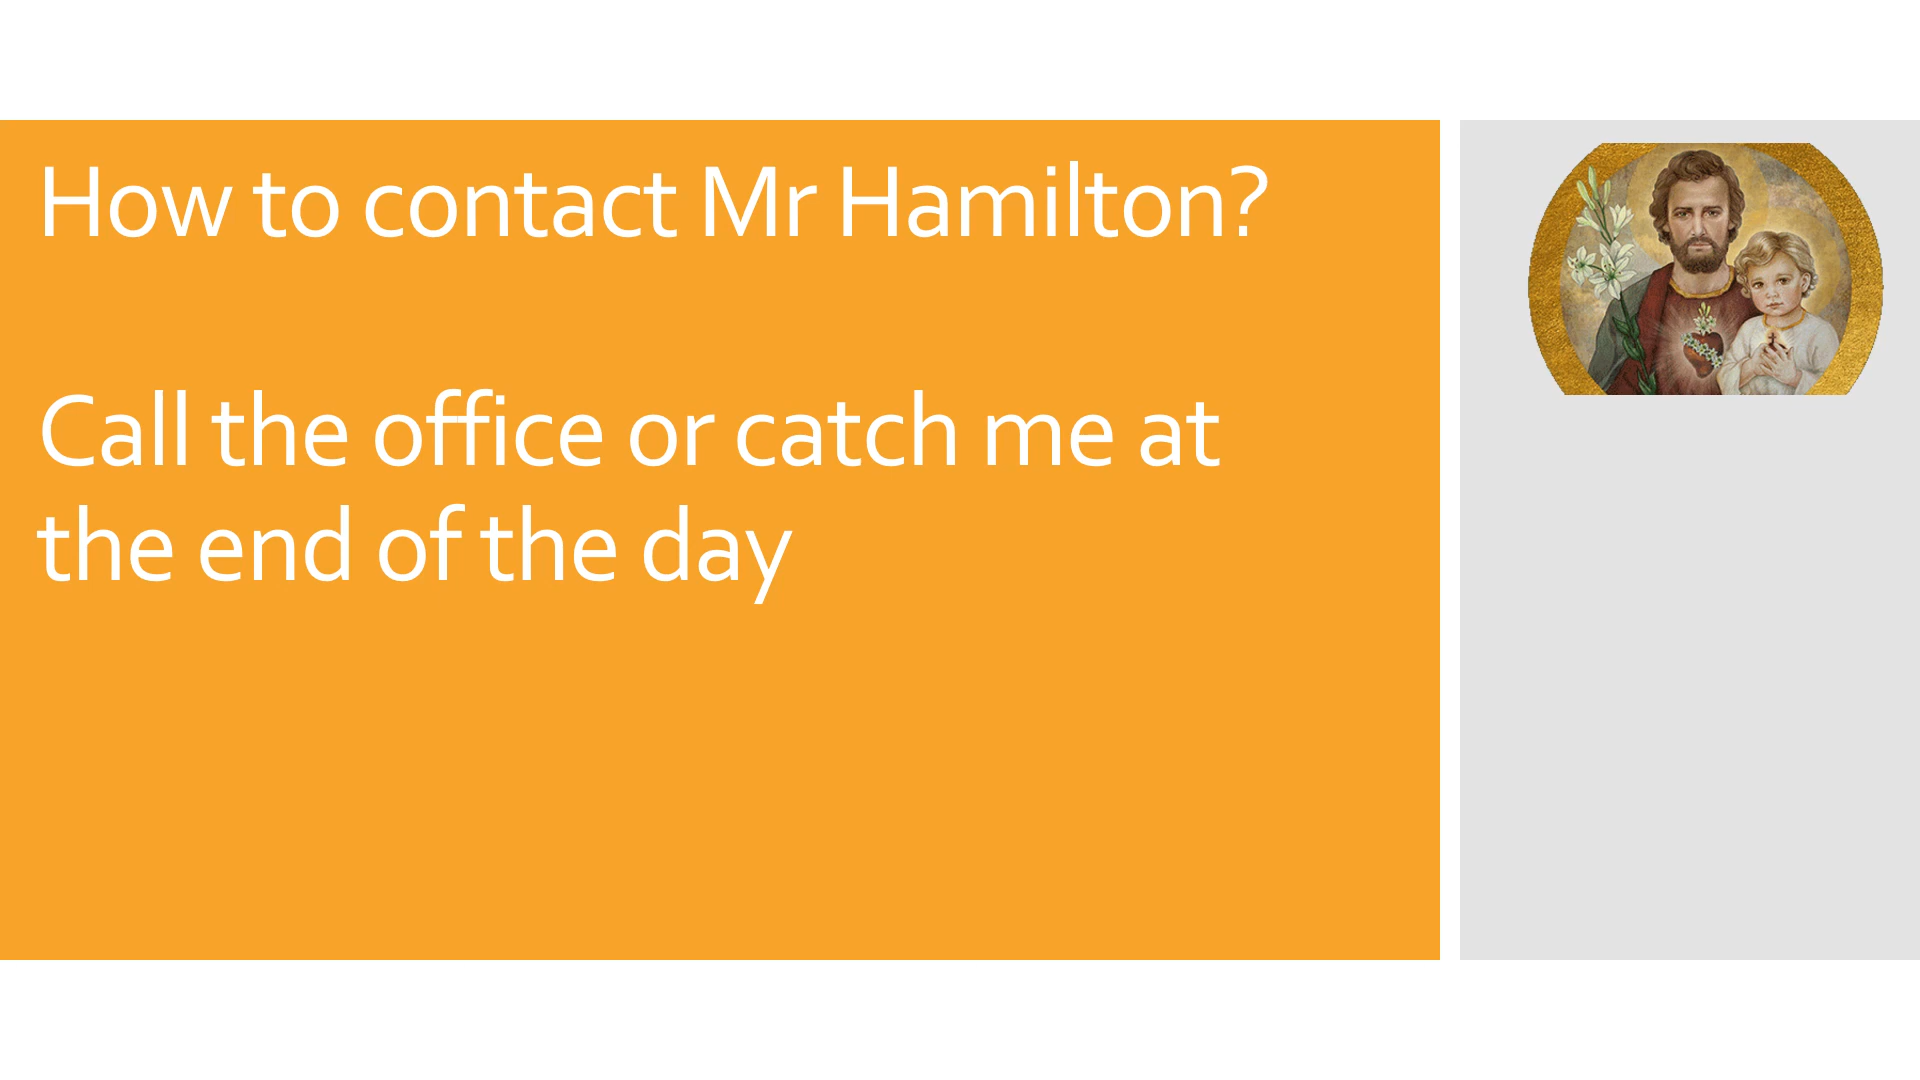 How to contact Mr Hamilton?
Call the office or catch me at
the end of the day